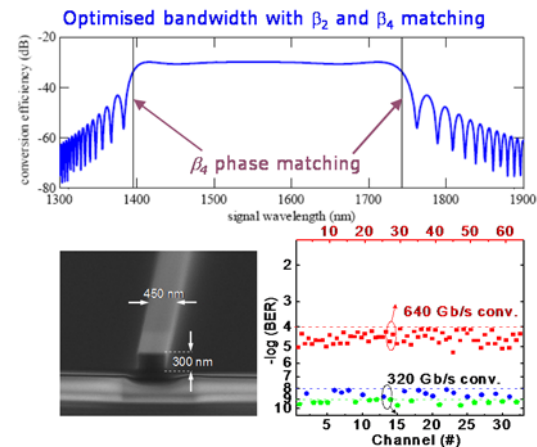 Optimised bandwidth with β₂ and β₄ matching
conversion efficiency (dB)
-20
-40
-60
-80
β₄ phase matching
1300 1400 1500 1600 1700 1800 1900
signal wavelength (nm)
450 nm
300 nm
10 20 30 40 50 60
-log (BER)
2
3
4
5
6
7
8
9
10
640 Gb/s conv.
320 Gb/s conv.
0 5 10 15 20 25 30
Channel (#)